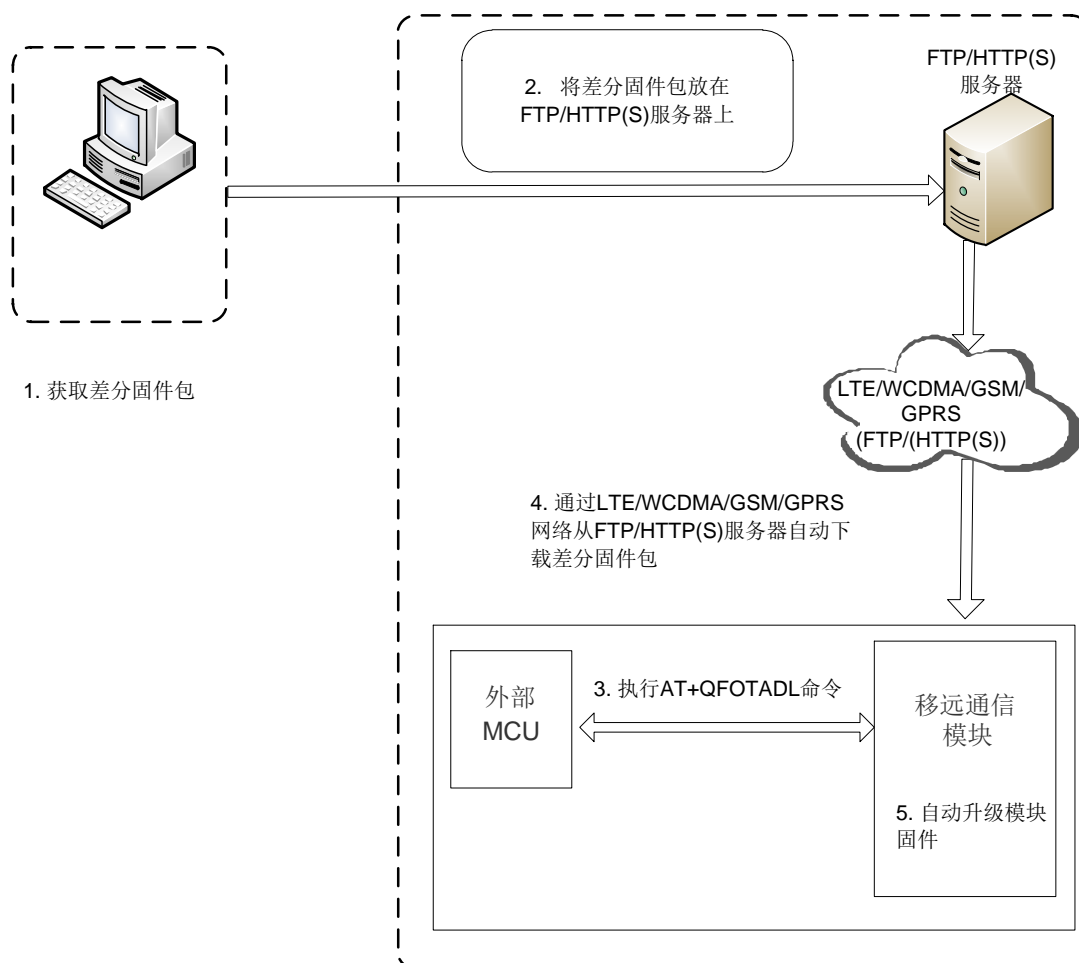 2. 将差分固件包放在
FTP/HTTP(S)服务器上
FTP/HTTP(S)
服务器
1. 获取差分固件包
LTE/WCDMA/GSM/
GPRS
(FTP/(HTTP(S))
4. 通过LTE/WCDMA/GSM/GPRS
网络从FTP/HTTP(S)服务器自动下
载差分固件包
外部
MCU
3. 执行AT+QFOTADL命令
移远通信
模块
5. 自动升级模块
固件